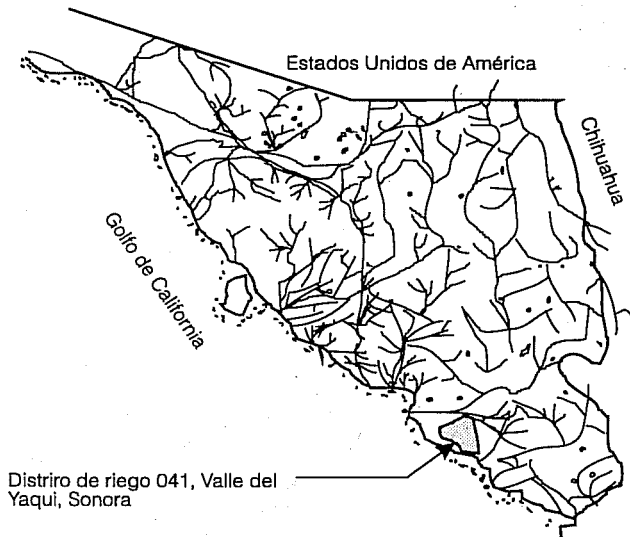 Estados Unidos de América
Chihuahua
Golfo de California
Distriro de riego 041, Valle del
Yaqui, Sonora